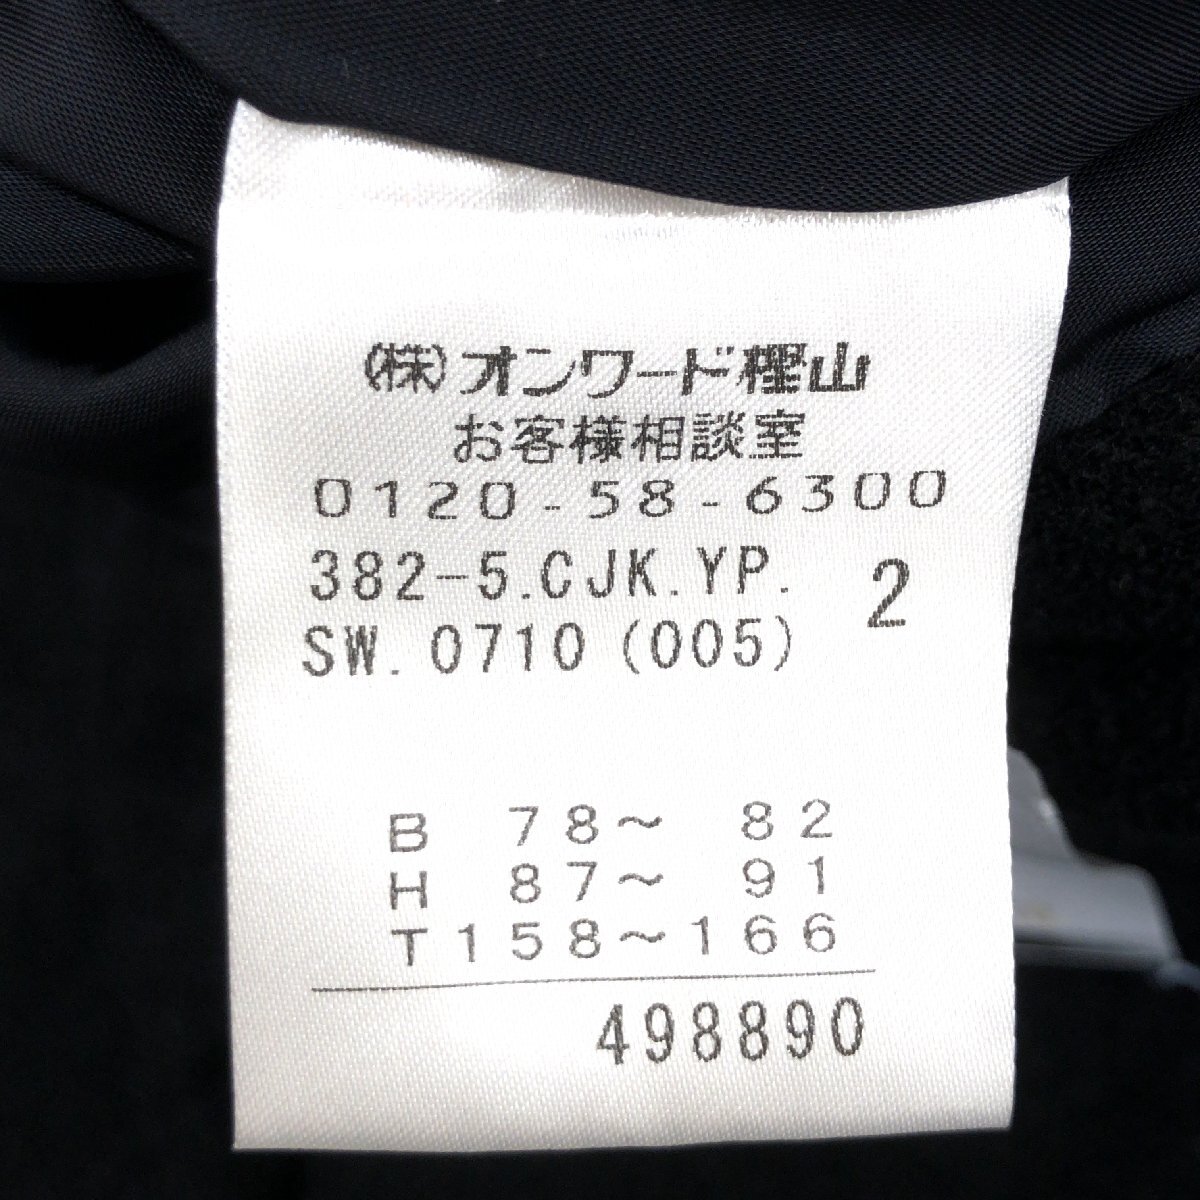 (株)オンワード樫山
お客様相談室
0120-58-6300
382-5.CJK.YP. 2
SW.0710(005)
B 78～ 82
H 87～ 91
T158～166
498890